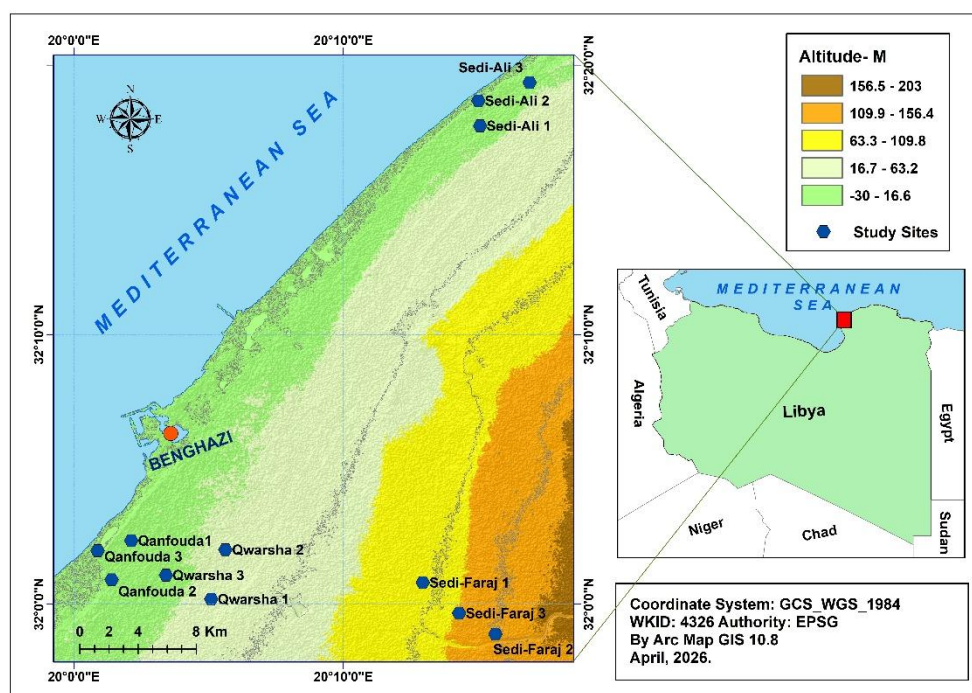 20°0'0"E
20°10'0"E
N
W
E
S
MEDITERRANEAN SEA
Sedi-Ali 3
Sedi-Ali 2
Sedi-Ali 1
32°20'0"N
32°10'0"N
32°10'0"N
BENGHAZI
Qanfouda1
Qanfouda 3
Qanfouda 2
Qwarsha 2
Qwarsha 3
Qwarsha 1
Sedi-Faraj 1
Sedi-Faraj 3
Sedi-Faraj 2
32°0'0"N
32°0'0"N
0 2 4 8 Km
20°0'0"E
20°10'0"E
Altitude- M
156.5 - 203
109.9 - 156.4
63.3 - 109.8
16.7 - 63.2
-30 - 16.6
Study Sites
MEDITERRANEAN
SEA
Tunisia
Algeria
Libya
Egypt
Niger
Chad
Sudan
Coordinate System: GCS_WGS_1984
WKID: 4326 Authority: EPSG
By Arc Map GIS 10.8
April, 2026.